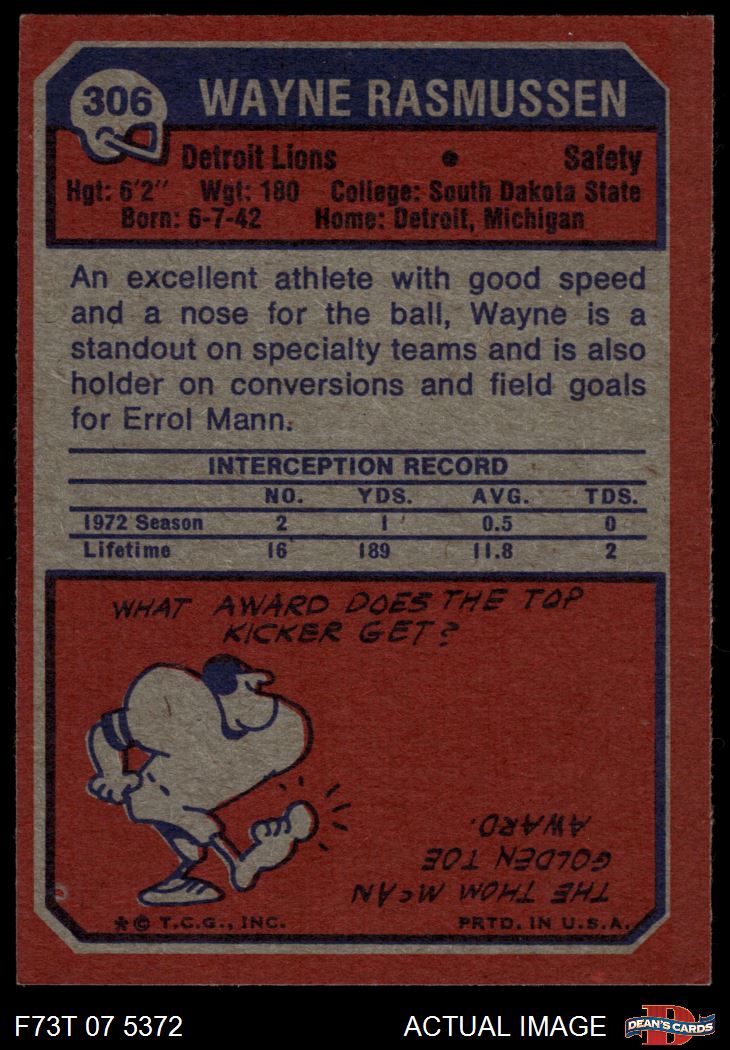 306 WAYNE RASMUSSEN
Detroit Lions • Safety
Hgt: 6'2" Wgt: 180 College: South Dakota State
Born: 6-7-42 Home: Detroit, Michigan
An excellent athlete with good speed
and a nose for the ball, Wayne is a
standout on specialty teams and is also
holder on conversions and field goals
for Errol Mann.
INTERCEPTION RECORD
NO. YDS. AVG. TDS.
1972 Season 2 1 0.5 0
Lifetime 16 189 11.8 2
WHAT AWARD DOES THE TOP
KICKER GET?
THE THOM McAN
GOLDEN TOE
AWARD.
*© T.C.G., INC. PRTD. IN U.S.A.
F73T 07 5372 ACTUAL IMAGE D DEAN'S CARDS